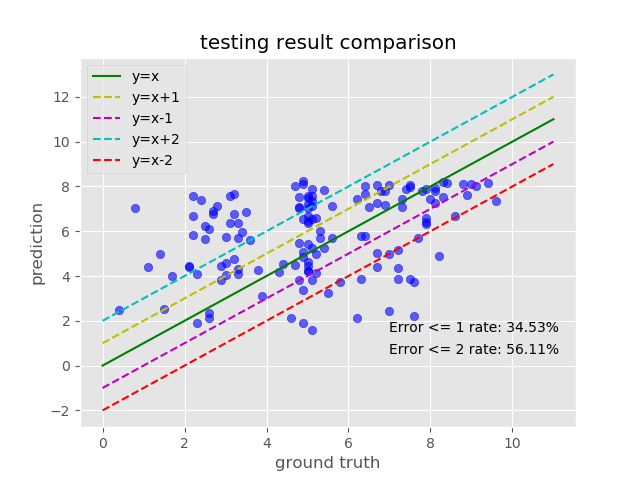 testing result comparison
y=x
y=x+1
y=x-1
y=x+2
y=x-2
12
10
8
6
4
2
0
−2
prediction
Error <= 1 rate: 34.53%
Error <= 2 rate: 56.11%
0 2 4 6 8 10
ground truth